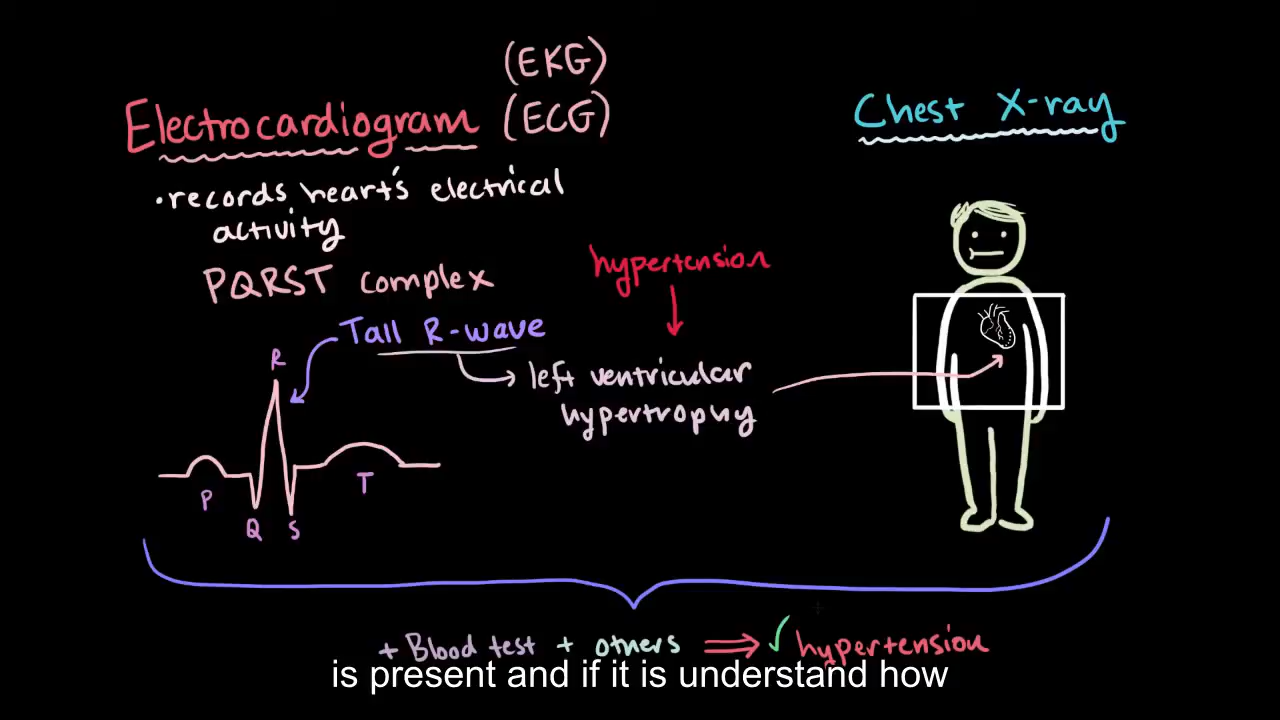 (EKG)
Electrocardiogram (ECG)
Chest X-ray
• records heart's electrical
activity
PQRST complex
hypertension
Tall R-wave
left ventricular
hypertrophy
R
P
Q
S
T
+ Blood test + others ⇒ ✓ hypertension
is present and if it is understand how